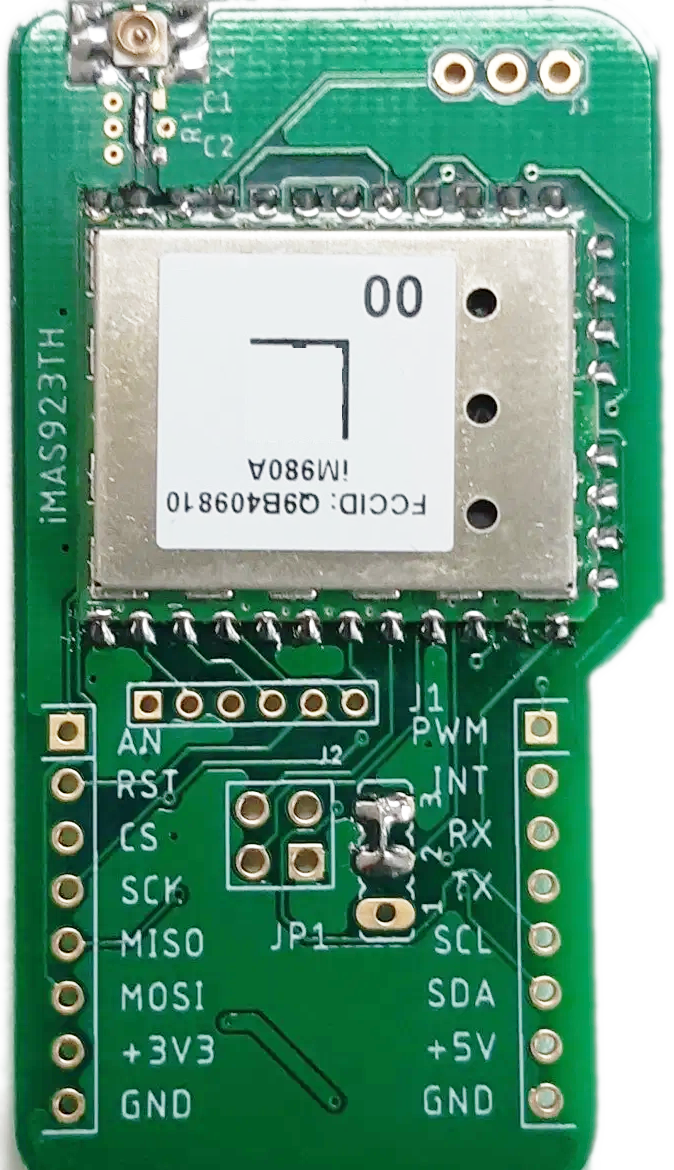 X1
C1
R1
C2
J3
iMAS923TH
00
iM980A
FCCID: Q9B409810
J1
AN
PWM
J2
RST
INT
3
CS
RX
2
SCK
TX
1
MISO
JP1
SCL
MOSI
SDA
+3V3
+5V
GND
GND